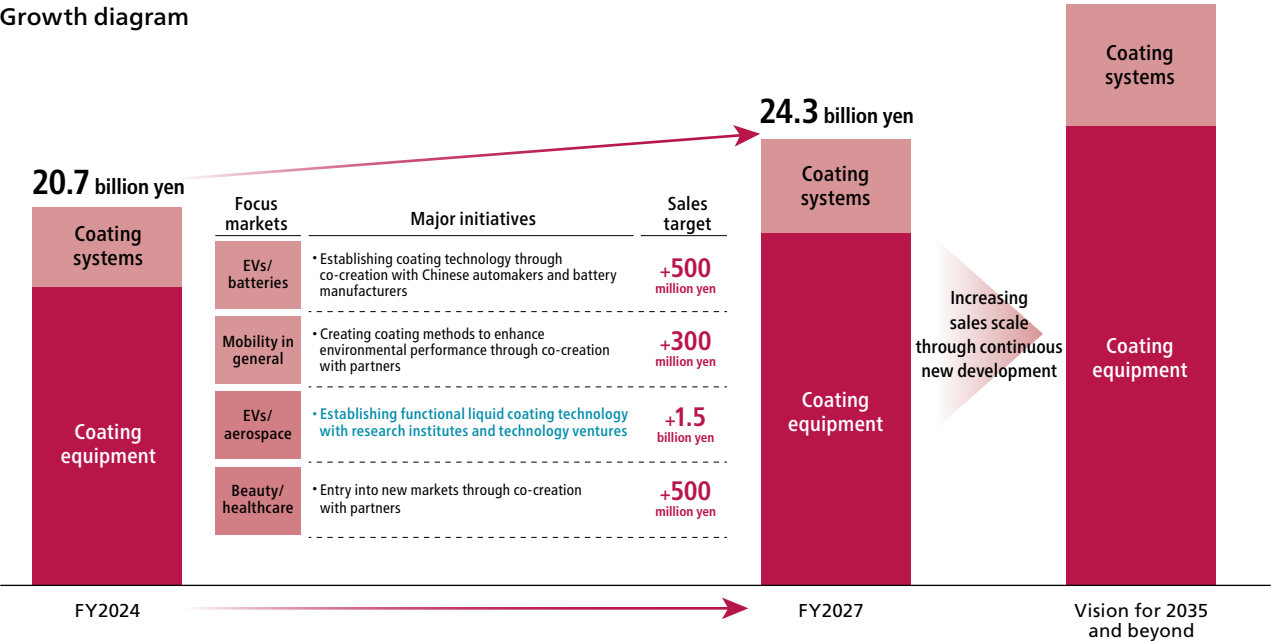 Growth diagram
20.7 billion yen
Coating
systems
Coating
equipment
FY2024
Focus
markets
Major initiatives
Sales
target
EVs/
batteries
• Establishing coating technology through
co-creation with Chinese automakers and battery
manufacturers
+500
million yen
Mobility in
general
• Creating coating methods to enhance
environmental performance through co-creation
with partners
+300
million yen
EVs/
aerospace
• Establishing functional liquid coating technology
with research institutes and technology ventures
+1.5
billion yen
Beauty/
healthcare
• Entry into new markets through co-creation
with partners
+500
million yen
24.3 billion yen
Coating
systems
Coating
equipment
FY2027
Increasing
sales scale
through continuous
new development
Coating
systems
Coating
equipment
Vision for 2035
and beyond